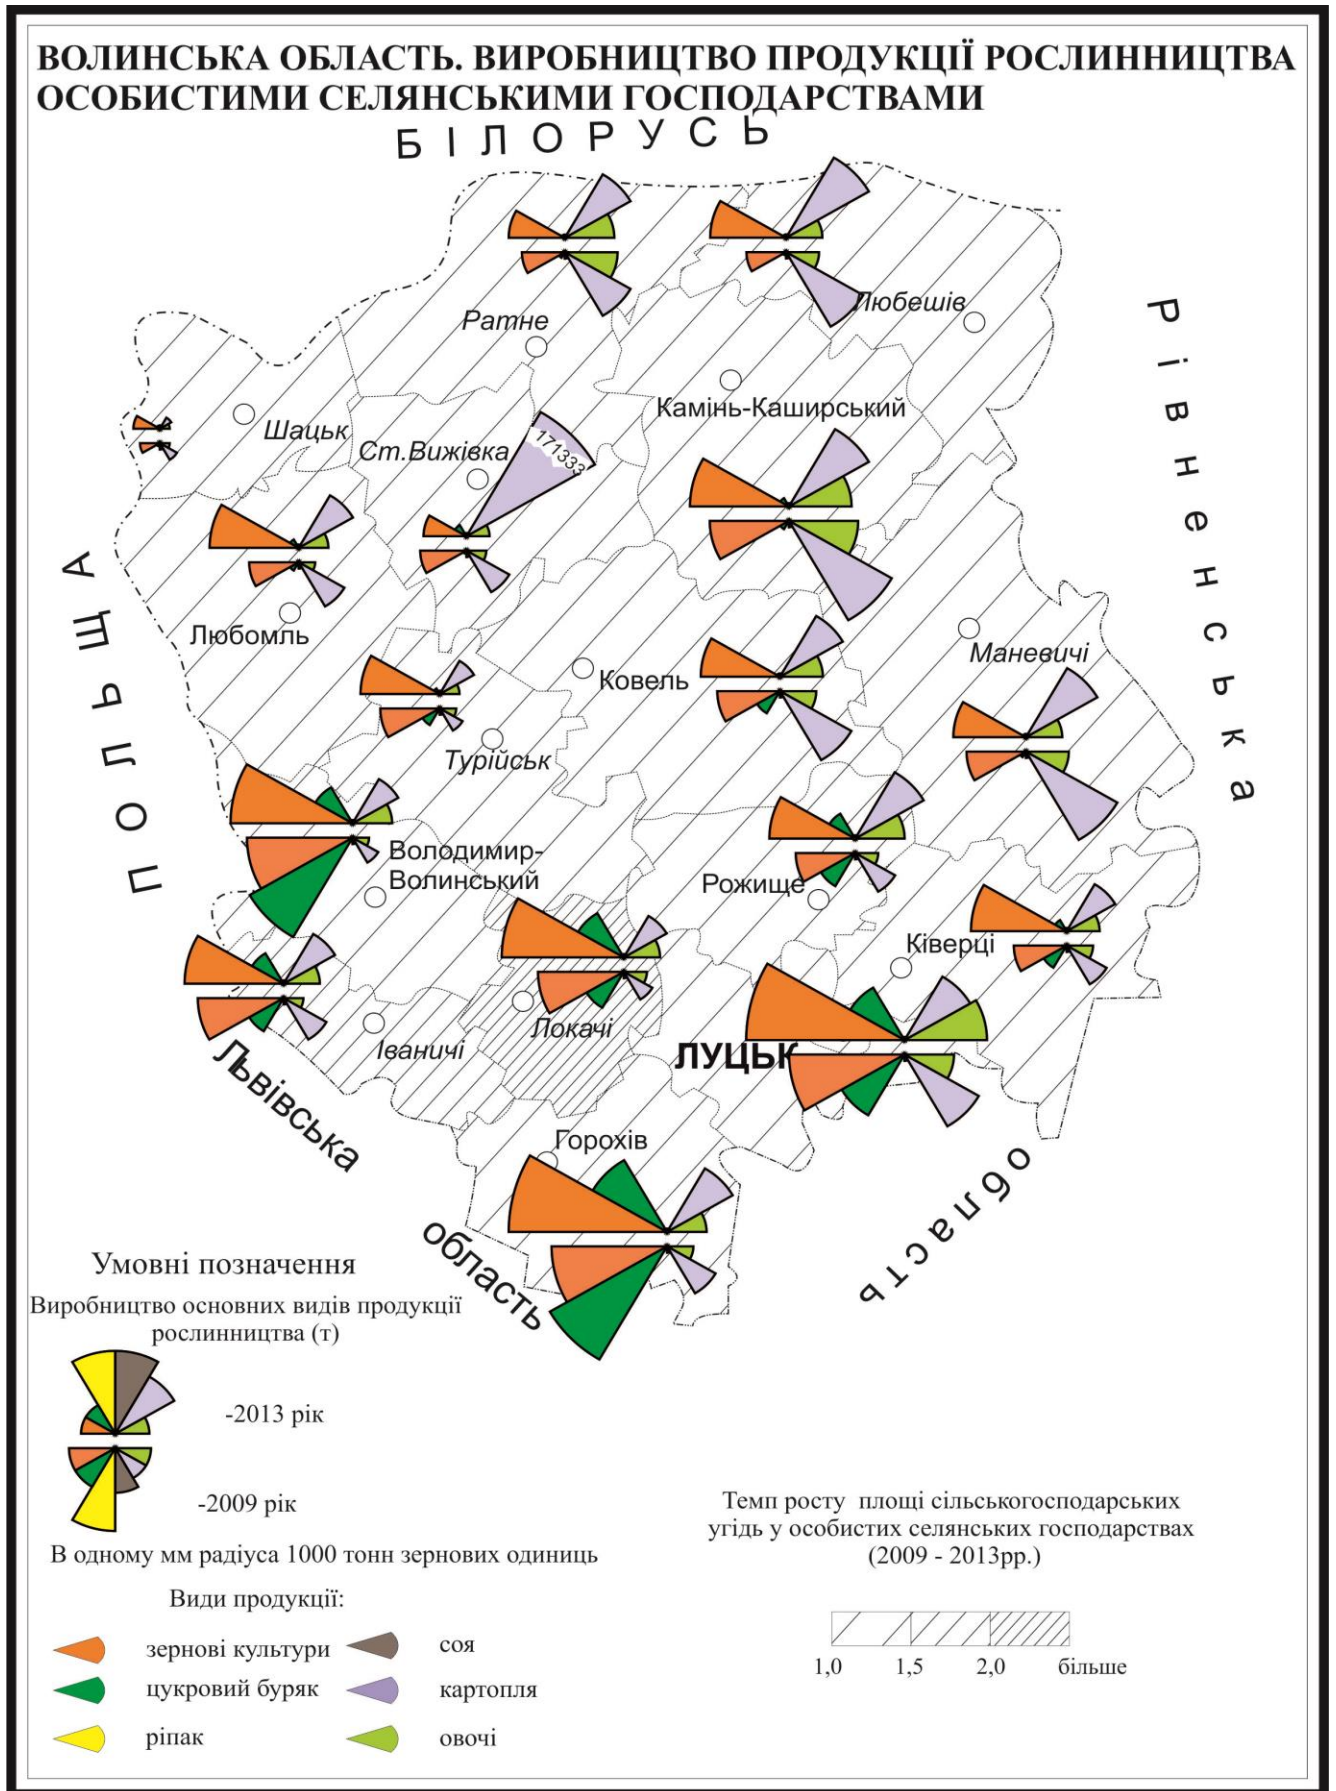 ВОЛИНСЬКА ОБЛАСТЬ. ВИРОБНИЦТВО ПРОДУКЦІЇ РОСЛИННИЦТВА
ОСОБИСТИМИ СЕЛЯНСЬКИМИ ГОСПОДАРСТВАМИ
БІЛОРУСЬ
Любешів
Ратне
Рівненська
Камінь-Каширський
Шацьк
Ст.Вижівка
171333
ПОЛЬЩА
Любомль
Маневичі
Ковель
Турійськ
Володимир-
Волинський
Рожище
Ківерці
Локачі
Іваничі
ЛУЦЬК
Львівська
Горохів
область
область
Умовні позначення
Виробництво основних видів продукції
рослинництва (т)
-2013 рік
-2009 рік
В одному мм радіуса 1000 тонн зернових одиниць
Види продукції:
зернові культури
соя
цукровий буряк
картопля
ріпак
овочі
Темп росту площі сільськогосподарських
угідь у особистих селянських господарствах
(2009 - 2013рр.)
1,0 1,5 2,0 більше